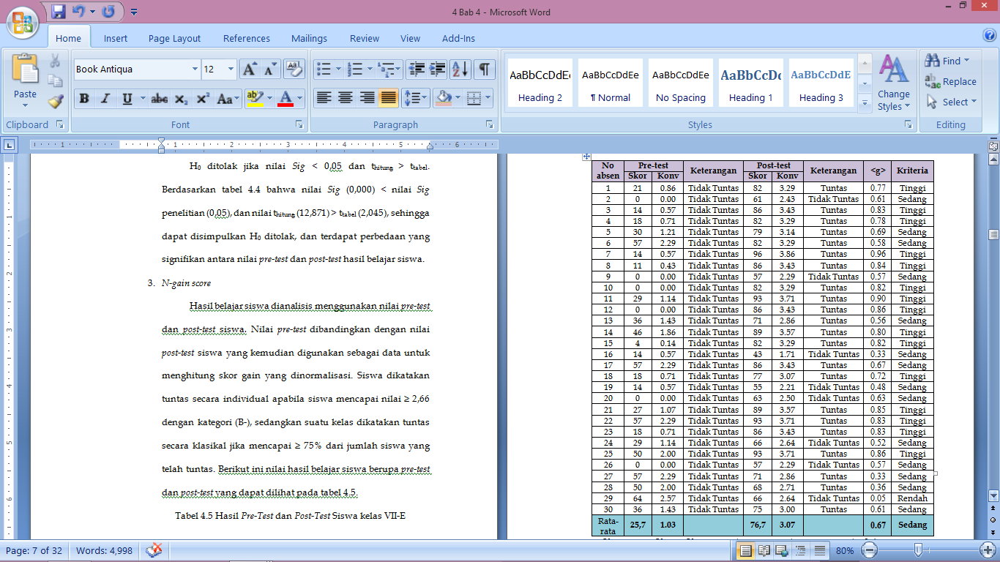 4 Bab 4 - Microsoft Word
Home Insert Page Layout References Mailings Review View Add-Ins
Paste
Clipboard
Book Antiqua 12
Font
Paragraph
AaBbCcDdE AaBbCcDdEe AaBbCcDdEe AaBbCcDd AaBbCcDdE
Heading 2 ¶ Normal No Spacing Heading 1 Heading 3
Change Styles
Styles
Find
Replace
Select
Editing
H0 ditolak jika nilai Sig < 0,05 dan thitung > ttabel.
Berdasarkan tabel 4.4 bahwa nilai Sig (0,000) < nilai Sig
penelitian (0,05), dan nilai thitung (12,871) > ttabel (2,045), sehingga
dapat disimpulkan H0 ditolak, dan terdapat perbedaan yang
signifikan antara nilai pre-test dan post-test hasil belajar siswa.
3. N-gain score
Hasil belajar siswa dianalisis menggunakan nilai pre-test
dan post-test siswa. Nilai pre-test dibandingkan dengan nilai
post-test siswa yang kemudian digunakan sebagai data untuk
menghitung skor gain yang dinormalisasi. Siswa dikatakan
tuntas secara individual apabila siswa mencapai nilai ≥ 2,66
dengan kategori (B-), sedangkan suatu kelas dikatakan tuntas
secara klasikal jika mencapai ≥ 75% dari jumlah siswa yang
telah tuntas. Berikut ini nilai hasil belajar siswa berupa pre-test
dan post-test yang dapat dilihat pada tabel 4.5.
Tabel 4.5 Hasil Pre-Test dan Post-Test Siswa kelas VII-E
No absen Pre-test Keterangan Post-test Keterangan <g> Kriteria
Skor Konv Skor Konv
1 21 0.86 Tidak Tuntas 82 3.29 Tuntas 0.77 Tinggi
2 0 0.00 Tidak Tuntas 61 2.43 Tidak Tuntas 0.61 Sedang
3 14 0.57 Tidak Tuntas 86 3.43 Tuntas 0.83 Tinggi
4 18 0.71 Tidak Tuntas 82 3.29 Tuntas 0.78 Tinggi
5 30 1.21 Tidak Tuntas 79 3.14 Tuntas 0.69 Sedang
6 57 2.29 Tidak Tuntas 82 3.29 Tuntas 0.58 Sedang
7 14 0.57 Tidak Tuntas 96 3.86 Tuntas 0.96 Tinggi
8 11 0.43 Tidak Tuntas 86 3.43 Tuntas 0.84 Tinggi
9 0 0.00 Tidak Tuntas 57 2.29 Tidak Tuntas 0.57 Sedang
10 0 0.00 Tidak Tuntas 82 3.29 Tuntas 0.82 Tinggi
11 29 1.14 Tidak Tuntas 93 3.71 Tuntas 0.90 Tinggi
12 0 0.00 Tidak Tuntas 86 3.43 Tuntas 0.86 Tinggi
13 36 1.43 Tidak Tuntas 71 2.86 Tuntas 0.56 Sedang
14 46 1.86 Tidak Tuntas 89 3.57 Tuntas 0.80 Tinggi
15 4 0.14 Tidak Tuntas 82 3.29 Tuntas 0.82 Tinggi
16 14 0.57 Tidak Tuntas 43 1.71 Tidak Tuntas 0.33 Sedang
17 57 2.29 Tidak Tuntas 86 3.43 Tuntas 0.67 Sedang
18 18 0.71 Tidak Tuntas 77 3.07 Tuntas 0.72 Tinggi
19 14 0.57 Tidak Tuntas 55 2.21 Tidak Tuntas 0.48 Sedang
20 0 0.00 Tidak Tuntas 63 2.50 Tidak Tuntas 0.63 Sedang
21 27 1.07 Tidak Tuntas 89 3.57 Tuntas 0.85 Tinggi
22 57 2.29 Tidak Tuntas 93 3.71 Tuntas 0.83 Tinggi
23 18 0.71 Tidak Tuntas 86 3.43 Tuntas 0.83 Tinggi
24 29 1.14 Tidak Tuntas 66 2.64 Tidak Tuntas 0.52 Sedang
25 50 2.00 Tidak Tuntas 93 3.71 Tuntas 0.86 Tinggi
26 0 0.00 Tidak Tuntas 57 2.29 Tidak Tuntas 0.57 Sedang
27 57 2.29 Tidak Tuntas 71 2.86 Tuntas 0.33 Sedang
28 50 2.00 Tidak Tuntas 68 2.71 Tuntas 0.36 Sedang
29 64 2.57 Tidak Tuntas 66 2.64 Tidak Tuntas 0.05 Rendah
30 36 1.43 Tidak Tuntas 75 3.00 Tuntas 0.61 Sedang
Rata-rata 25,7 1.03 76,7 3.07 0.67 Sedang
Page: 7 of 32 Words: 4,998 80%